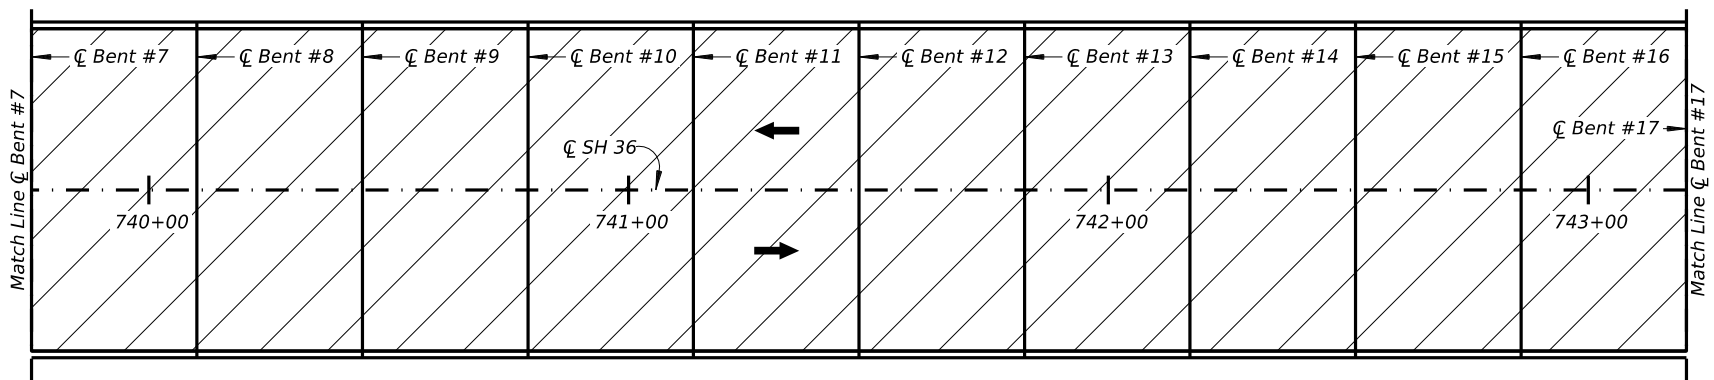 ℄ Bent #7
℄ Bent #8
℄ Bent #9
℄ Bent #10
℄ Bent #11
℄ Bent #12
℄ Bent #13
℄ Bent #14
℄ Bent #15
℄ Bent #16
Match Line ℄ Bent #7
℄ SH 36
℄ Bent #17
Match Line ℄ Bent #17
740+00
741+00
742+00
743+00